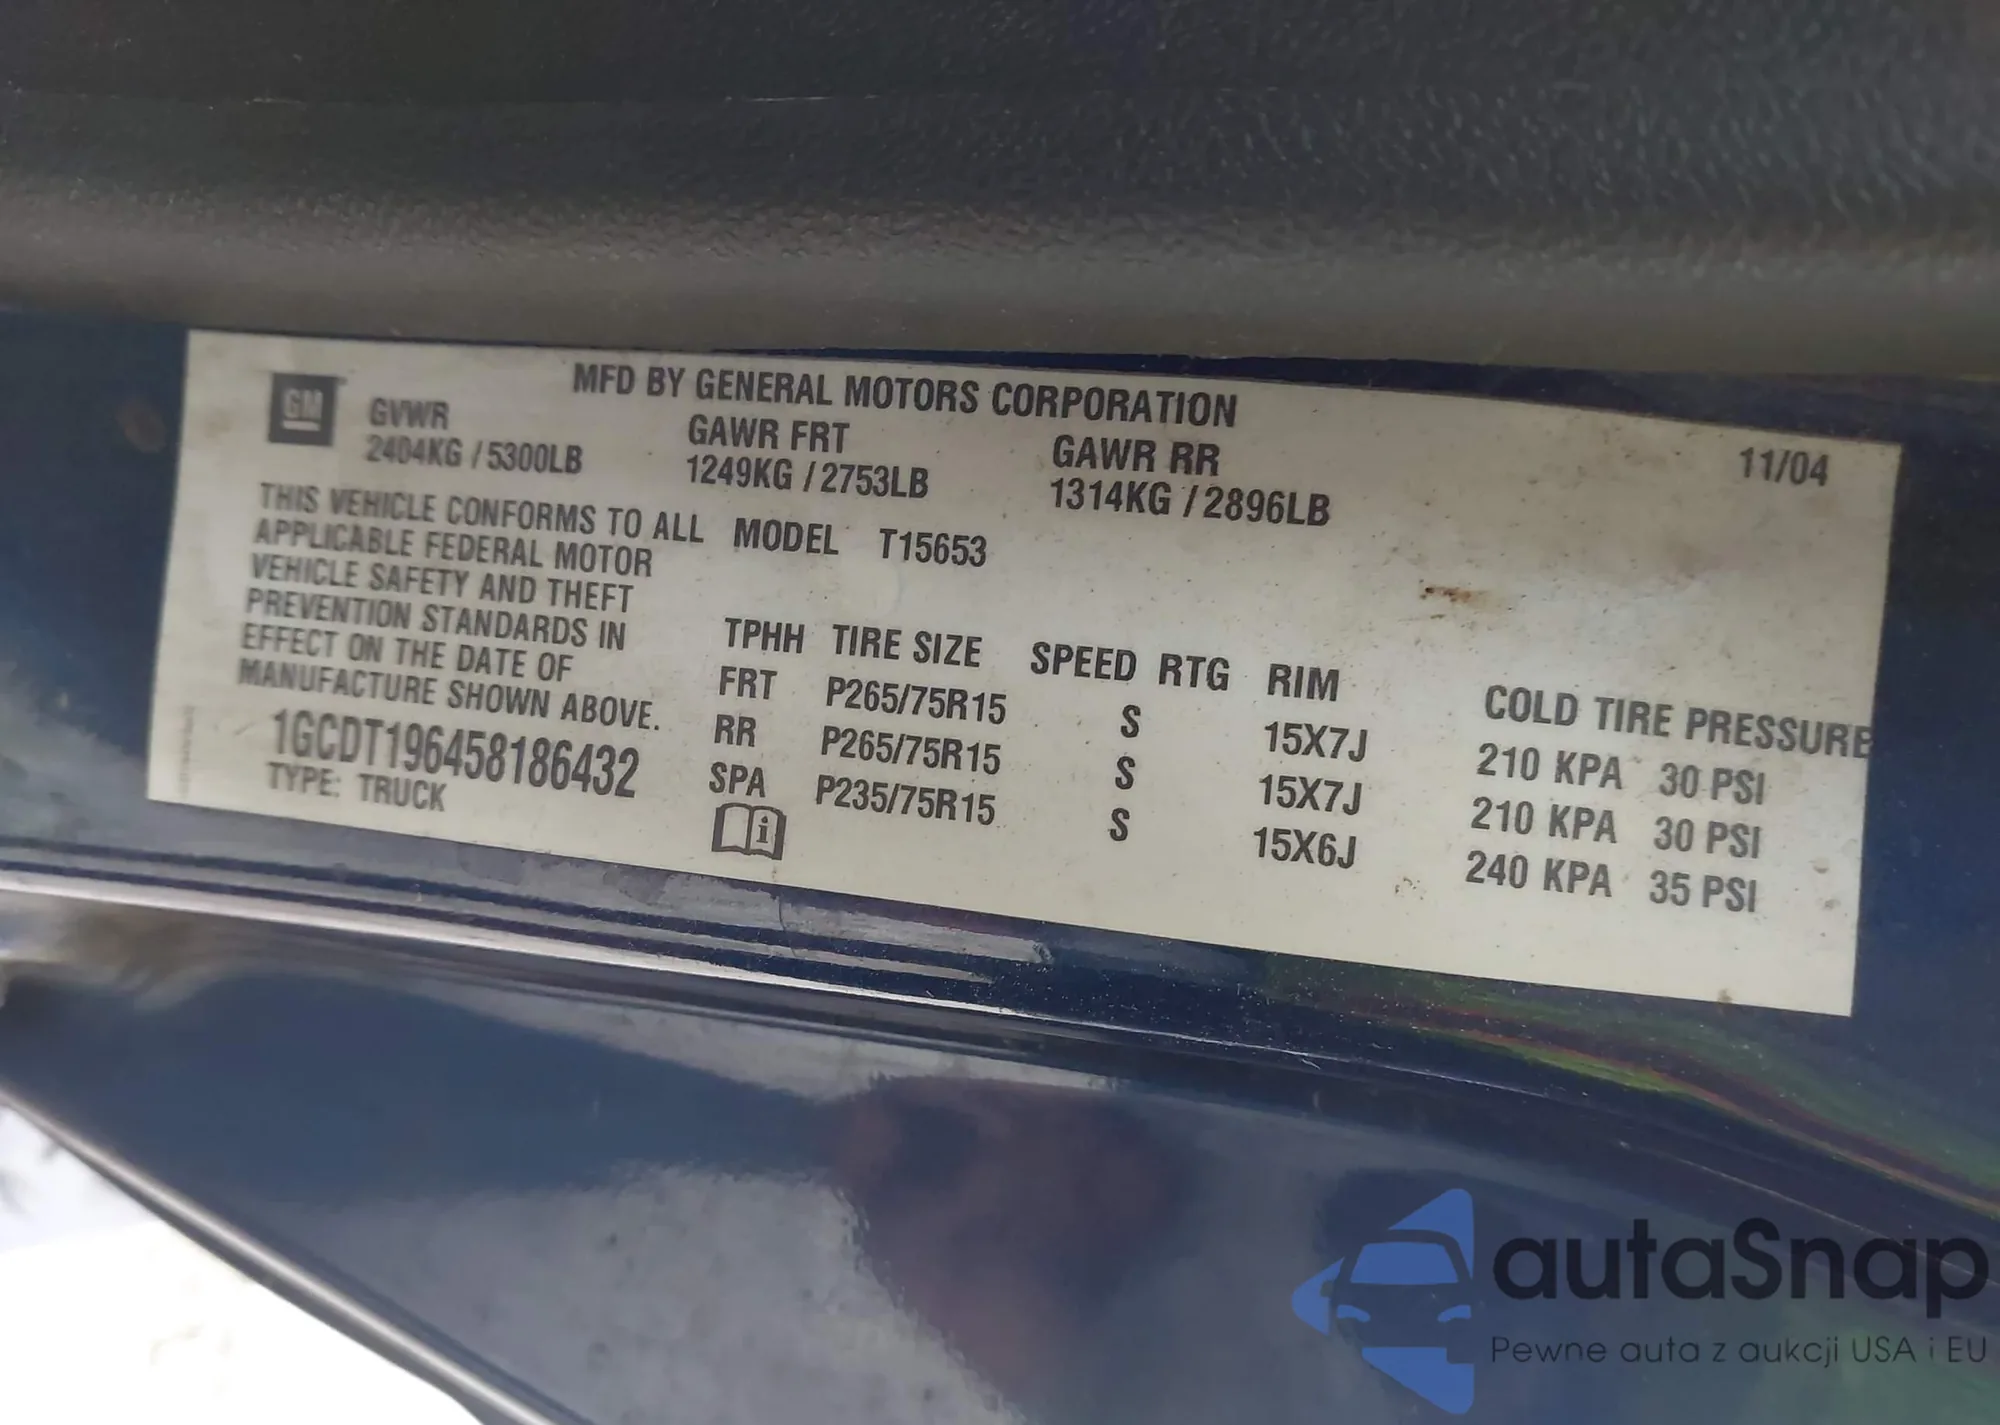 MFD BY GENERAL MOTORS CORPORATION
GM GVWR GAWR FRT GAWR RR 11/04
2404KG / 5300LB 1249KG / 2753LB 1314KG / 2896LB
THIS VEHICLE CONFORMS TO ALL MODEL T15653
APPLICABLE FEDERAL MOTOR
VEHICLE SAFETY AND THEFT
PREVENTION STANDARDS IN
EFFECT ON THE DATE OF
MANUFACTURE SHOWN ABOVE.
1GCDT196458186432
TYPE: TRUCK
TPHH TIRE SIZE SPEED RTG RIM COLD TIRE PRESSURE
FRT P265/75R15 S 15X7J 210 KPA 30 PSI
RR P265/75R15 S 15X7J 210 KPA 30 PSI
SPA P235/75R15 S 15X6J 240 KPA 35 PSI
autaSnap
Pewne auta z aukcji USA i EU